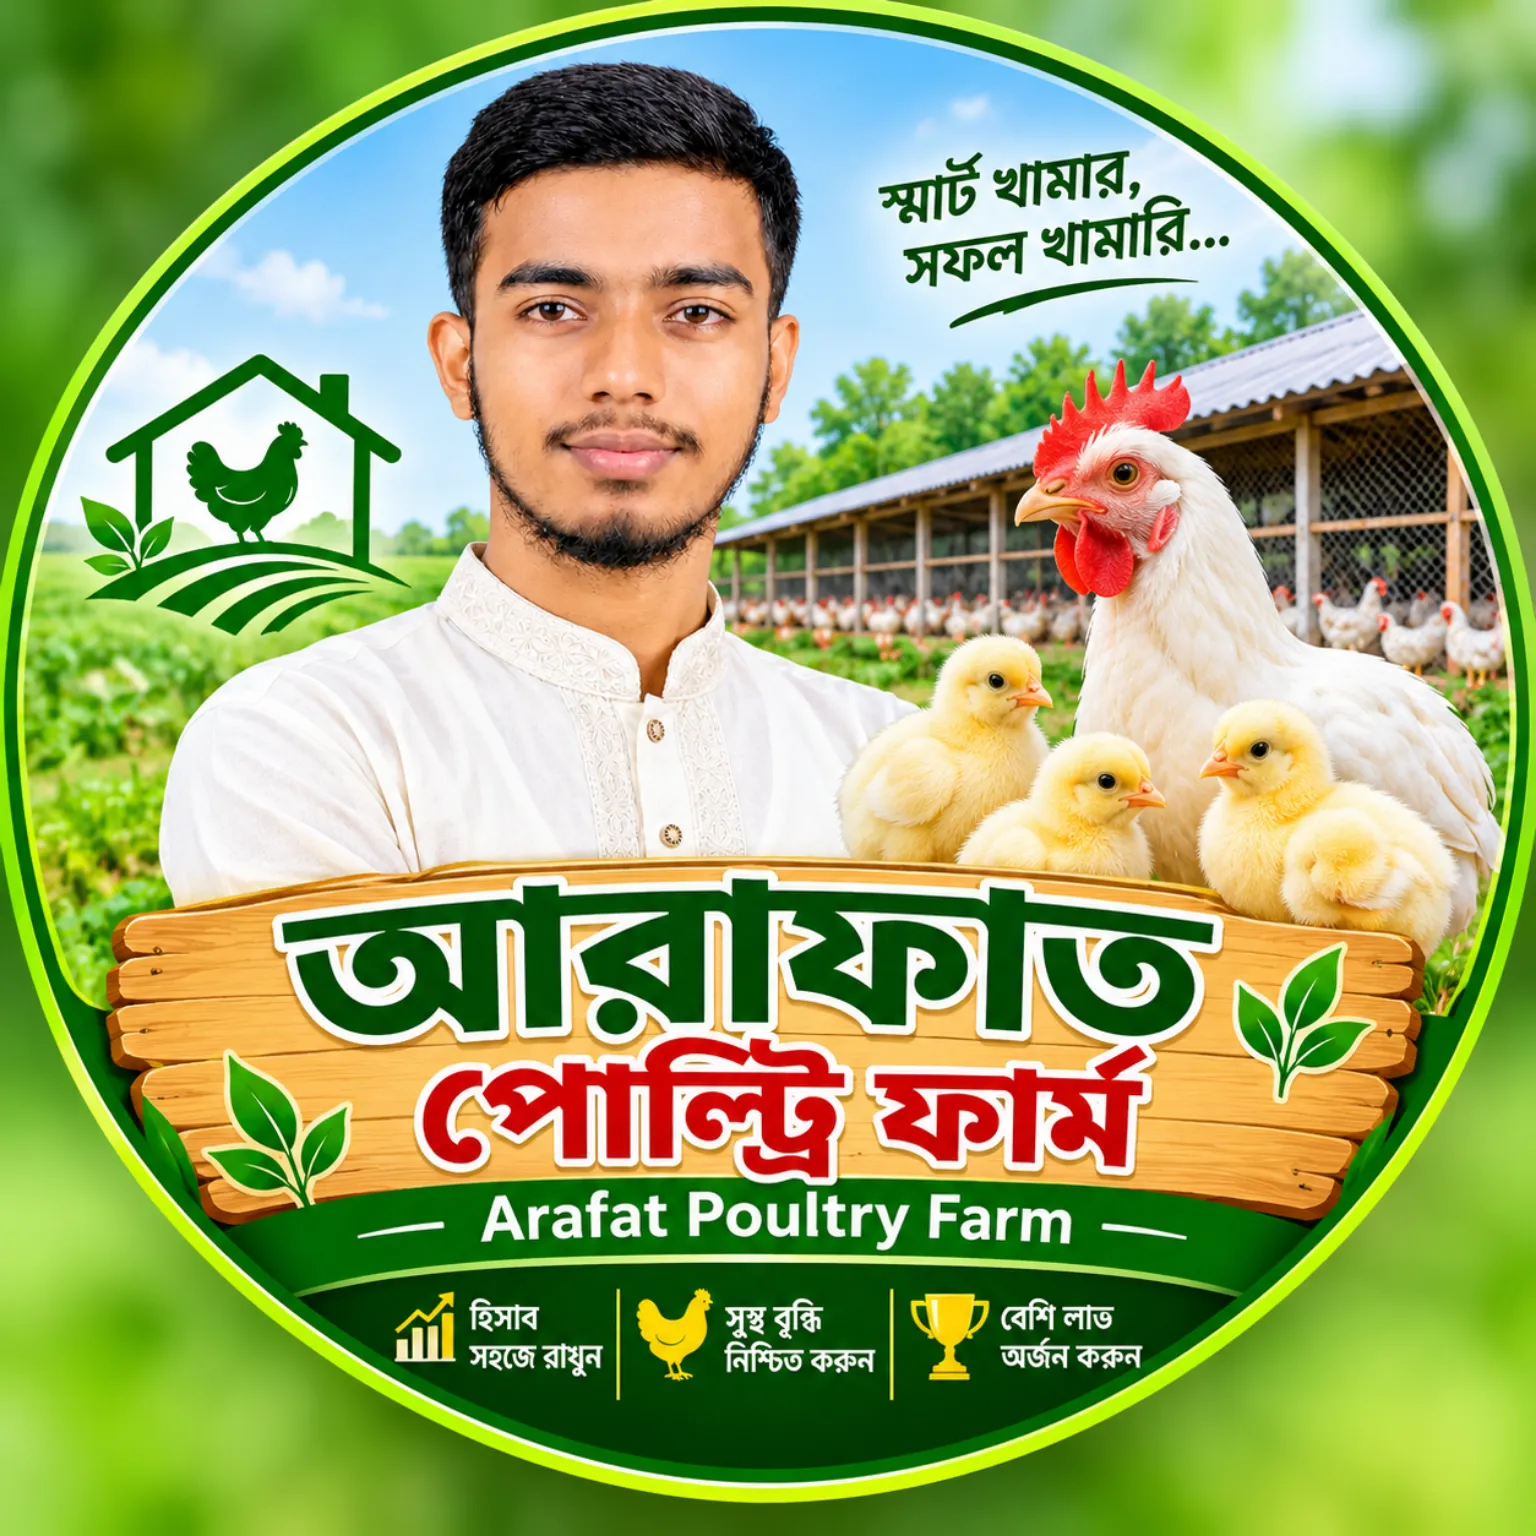 স্মার্ট খামার,
সফল খামারি...
আরাফাত
পোল্ট্রি ফার্ম
Arafat Poultry Farm
হিসাব
সহজে রাখুন
সুস্থ বৃদ্ধি
নিশ্চিত করুন
বেশি লাভ
অর্জন করুন